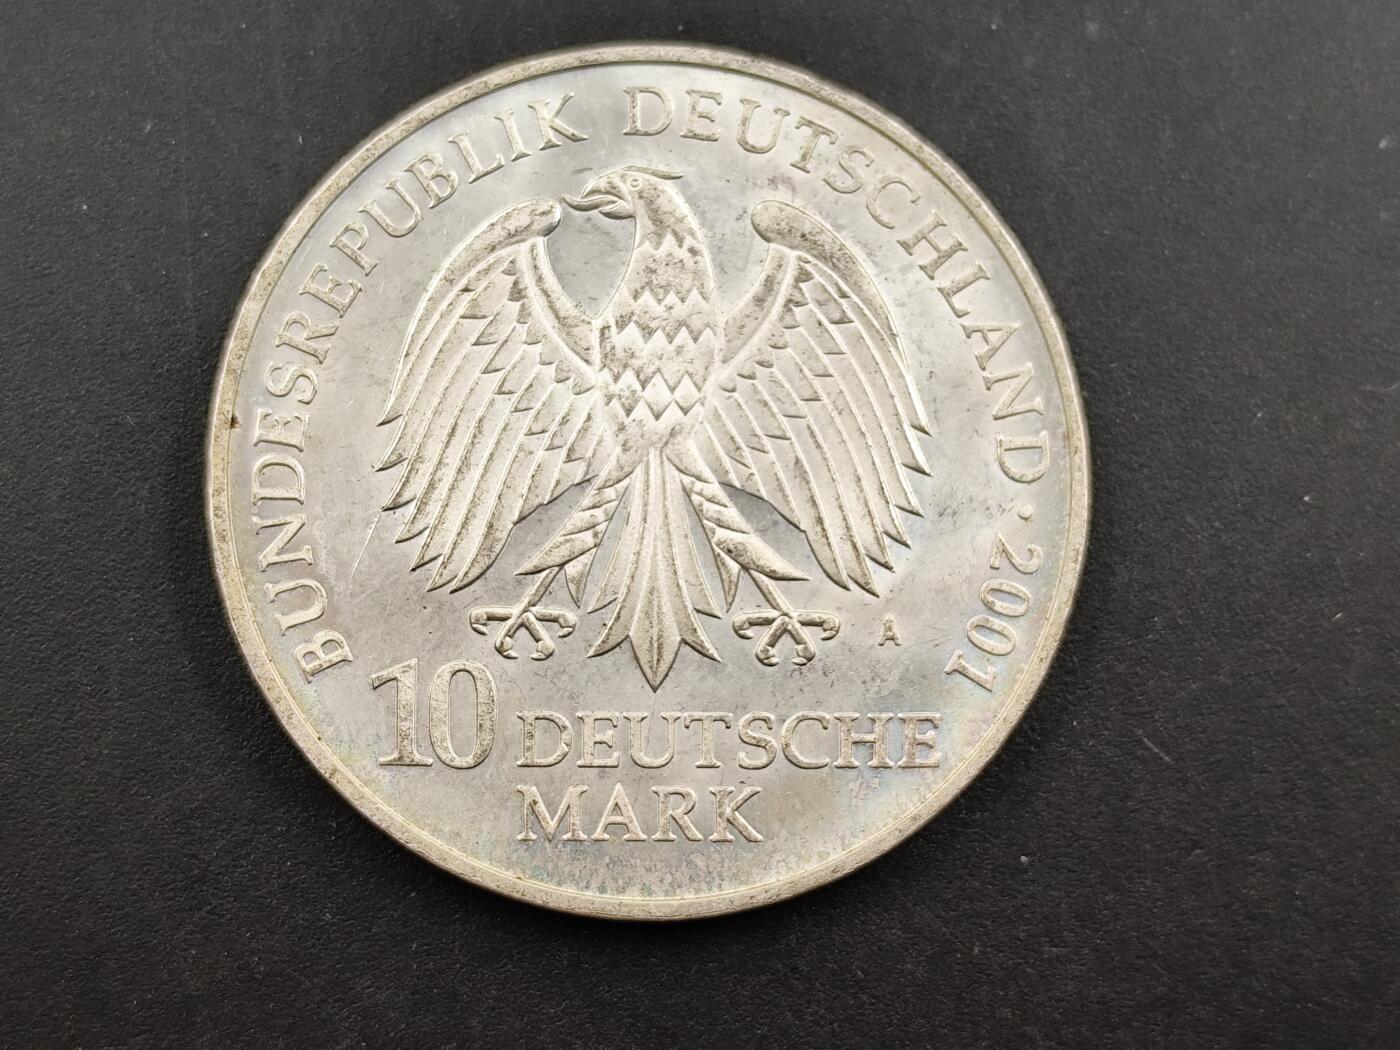 BUNDESREPUBLIK DEUTSCHLAND · 2001
A
10 DEUTSCHE
MARK